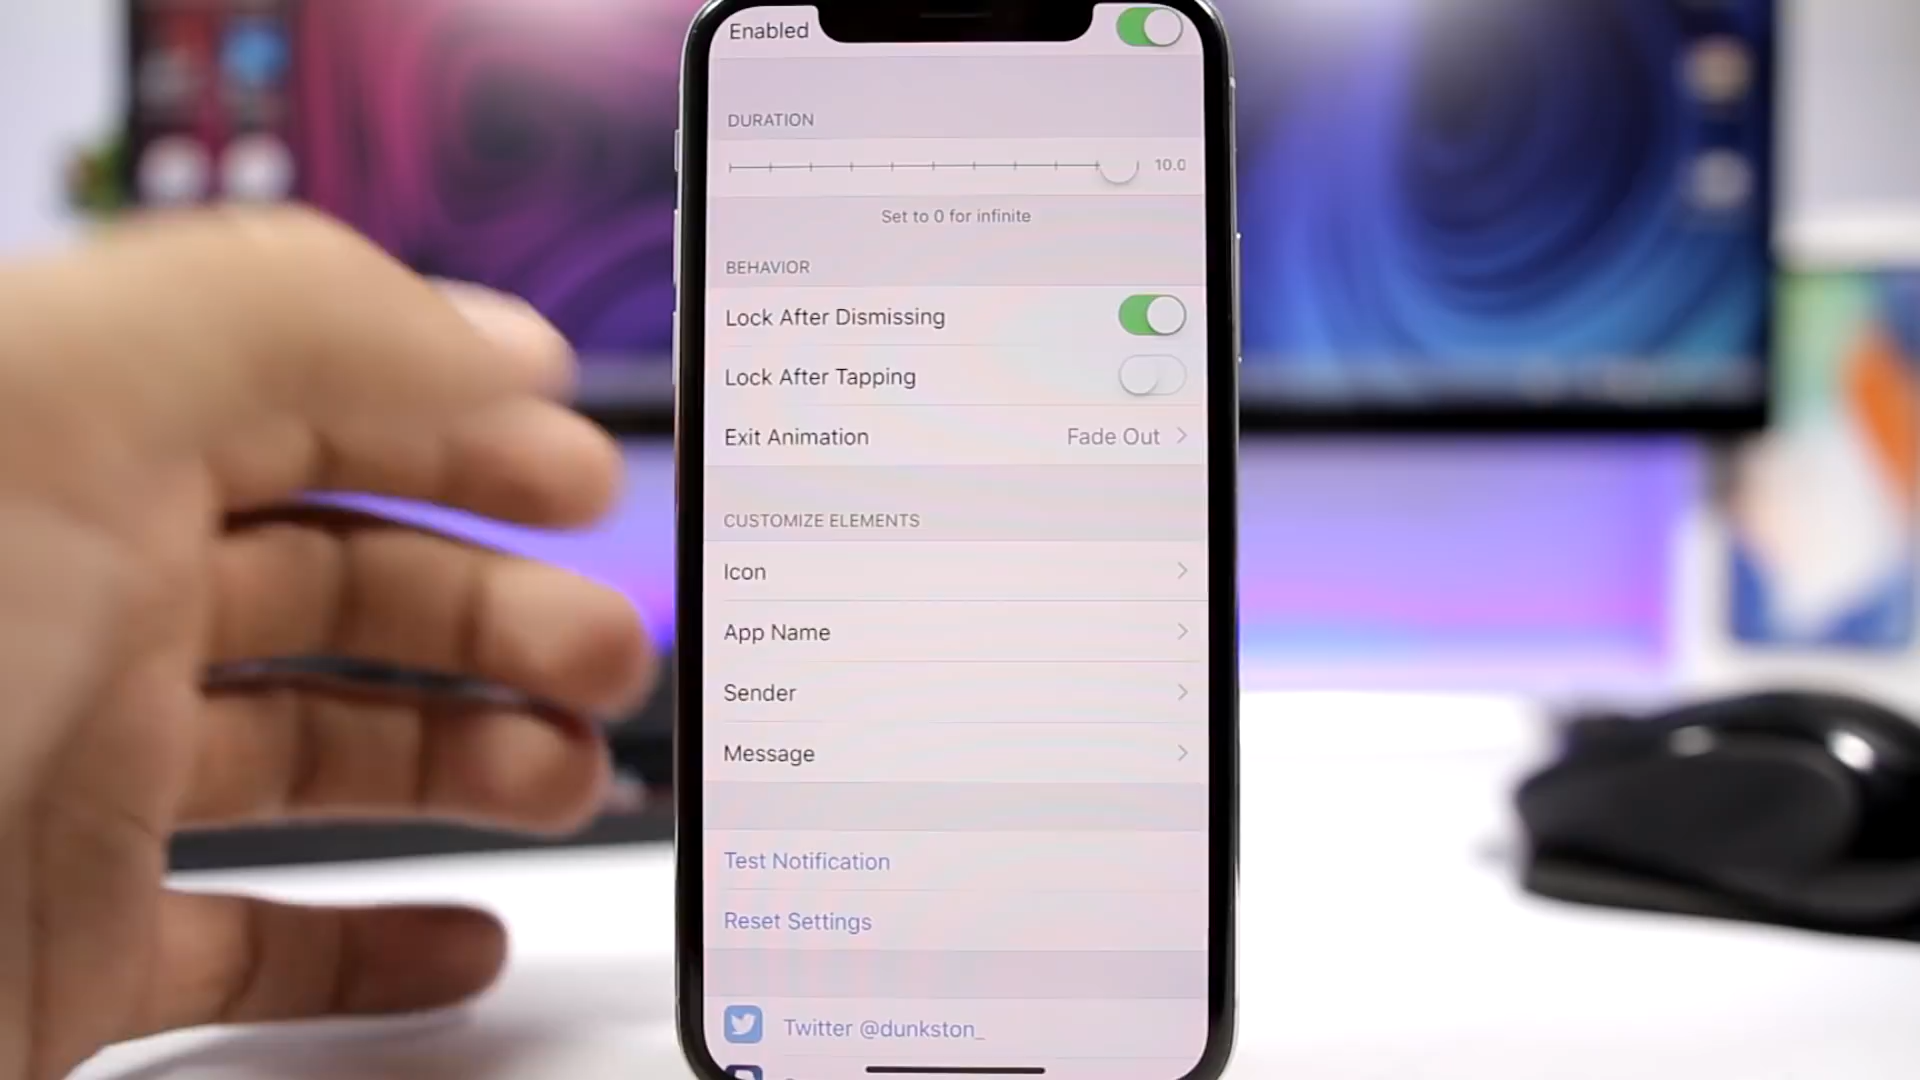 Enabled
DURATION
10.0
Set to 0 for infinite
BEHAVIOR
Lock After Dismissing
Lock After Tapping
Exit Animation Fade Out
CUSTOMIZE ELEMENTS
Icon
App Name
Sender
Message
Test Notification
Reset Settings
Twitter @dunkston_